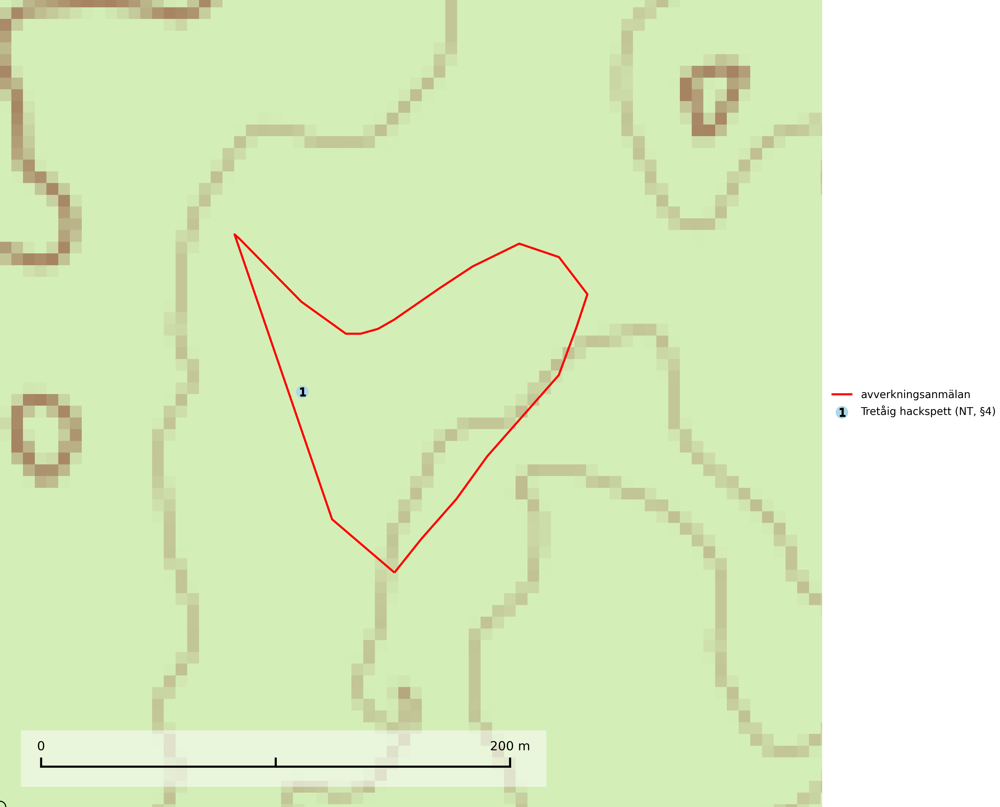 1
avverkningsanmälan
1 Tretåig hackspett (NT, §4)
0 200 m